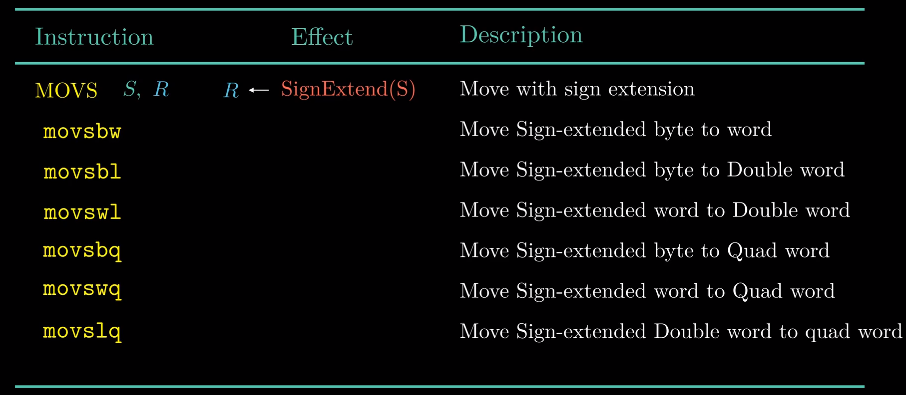 Instruction Effect Description
MOVS S, R R ← SignExtend(S) Move with sign extension
movsbw Move Sign-extended byte to word
movsbl Move Sign-extended byte to Double word
movswl Move Sign-extended word to Double word
movsbq Move Sign-extended byte to Quad word
movswq Move Sign-extended word to Quad word
movslq Move Sign-extended Double word to quad word